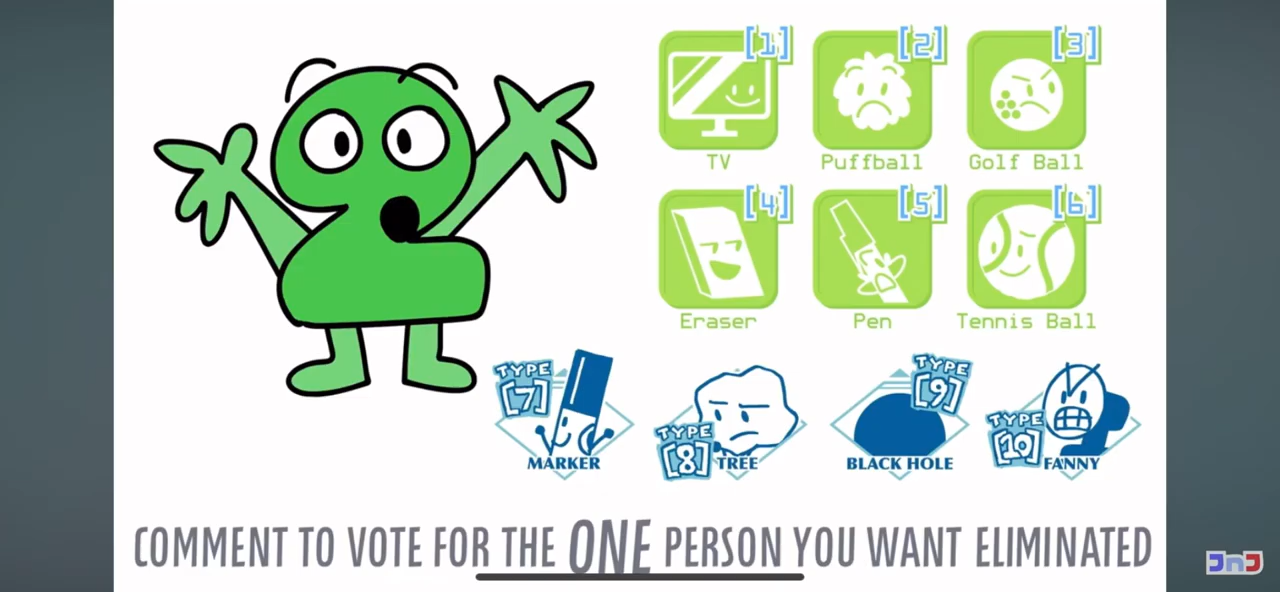 [1]
[2]
[3]
TV
Puffball
Golf Ball
[4]
[5]
[6]
Eraser
Pen
Tennis Ball
TYPE
[7]
MARKER
TYPE
[8]
TREE
TYPE
[9]
BLACK HOLE
TYPE
[10]
FANNY
COMMENT TO VOTE FOR THE ONE PERSON YOU WANT ELIMINATED
JnJ